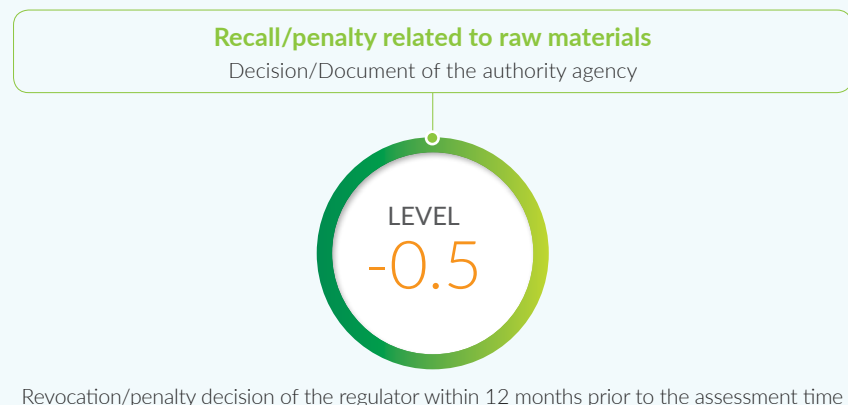 Recall/penalty related to raw materials
Decision/Document of the authority agency
LEVEL
-0.5
Revocation/penalty decision of the regulator within 12 months prior to the assessment time